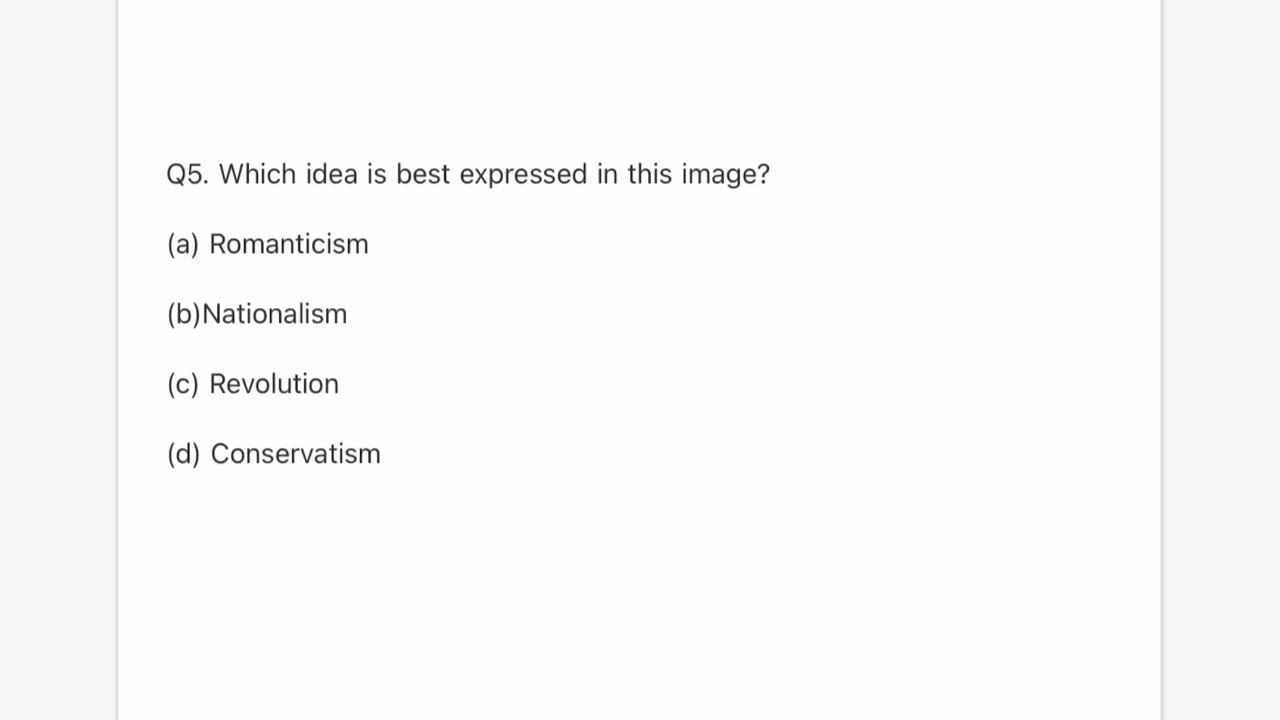 Q5. Which idea is best expressed in this image?
(a) Romanticism
(b)Nationalism
(c) Revolution
(d) Conservatism